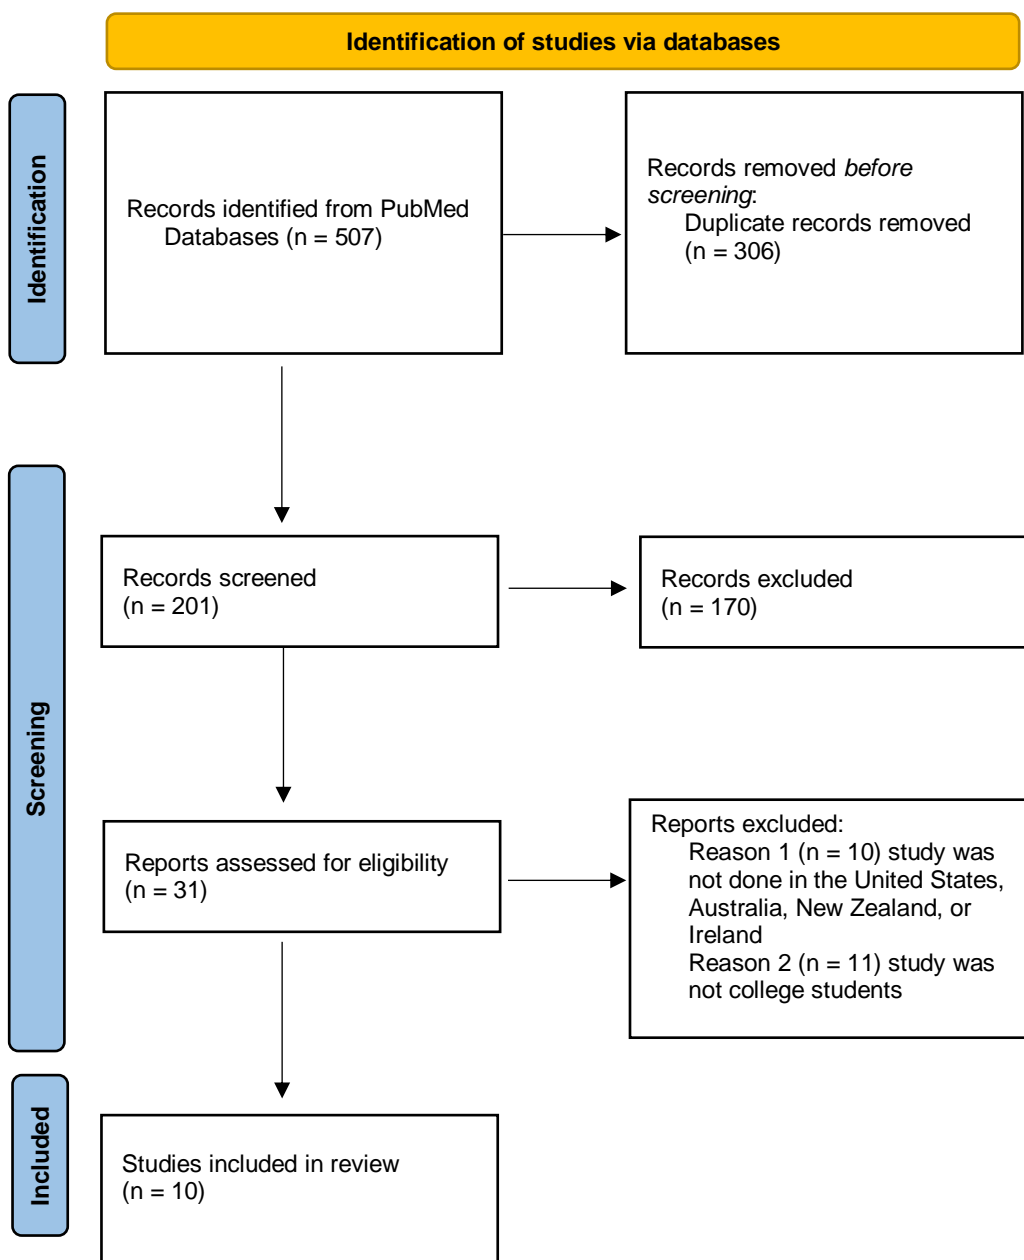 Identification of studies via databases
Identification
Records identified from PubMed
Databases (n = 507)
Records removed before
screening:
Duplicate records removed
(n = 306)
Screening
Records screened
(n = 201)
Records excluded
(n = 170)
Reports assessed for eligibility
(n = 31)
Reports excluded:
Reason 1 (n = 10) study was
not done in the United States,
Australia, New Zealand, or
Ireland
Reason 2 (n = 11) study was
not college students
Included
Studies included in review
(n = 10)